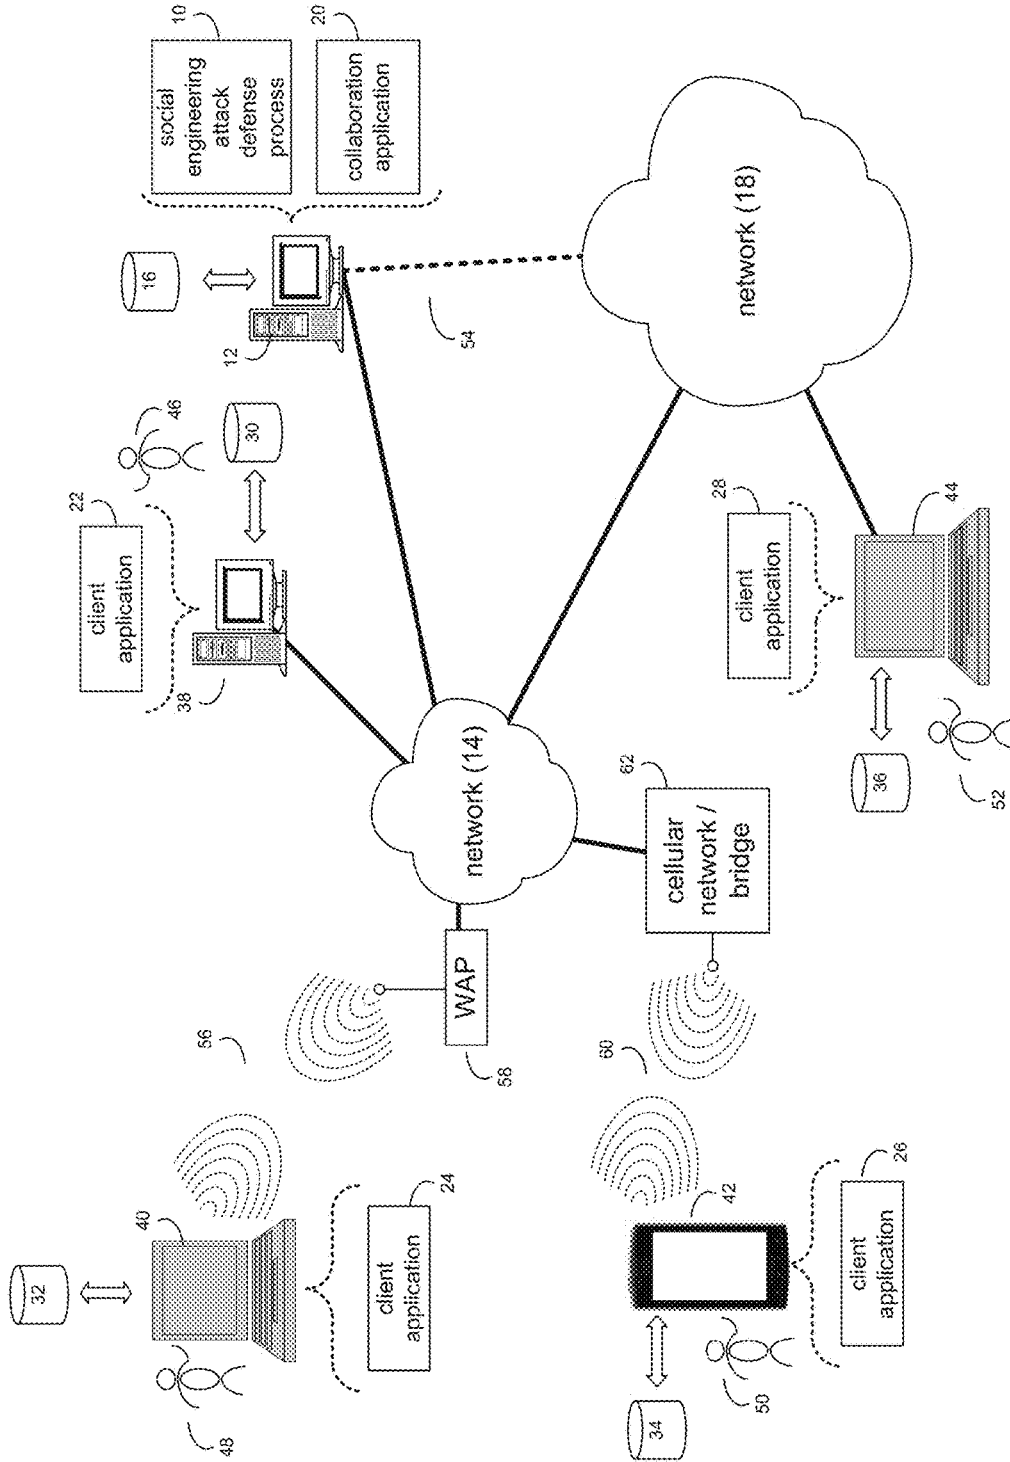 32
40
48
client
application
24
56
22
client
application
38
46
30
16
12
10
social
engineering
attack
defense
process
20
collaboration
application
54
WAP
58
network (14)
60
62
cellular
network /
bridge
network (18)
34
42
50
client
application
26
28
client
application
36
44
52